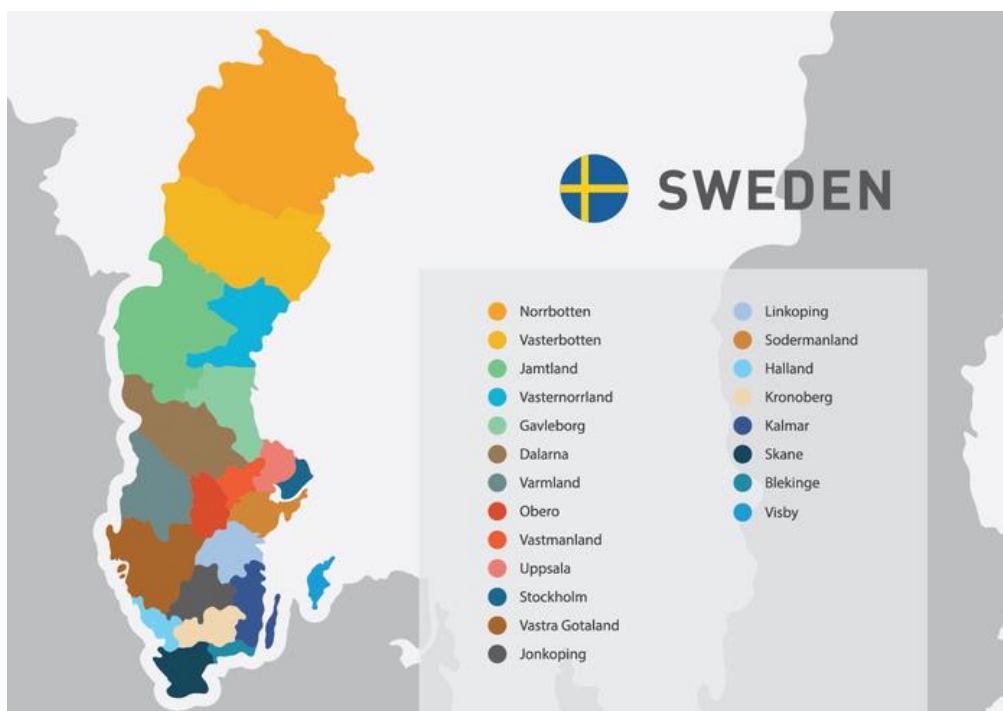 SWEDEN
Norrbotten
Vasterbotten
Jamtland
Vasternorrland
Gavleborg
Dalarna
Varmland
Obero
Vastmanland
Uppsala
Stockholm
Vastra Gotaland
Jonkoping
Linkoping
Sodermanland
Halland
Kronoberg
Kalmar
Skane
Blekinge
Visby